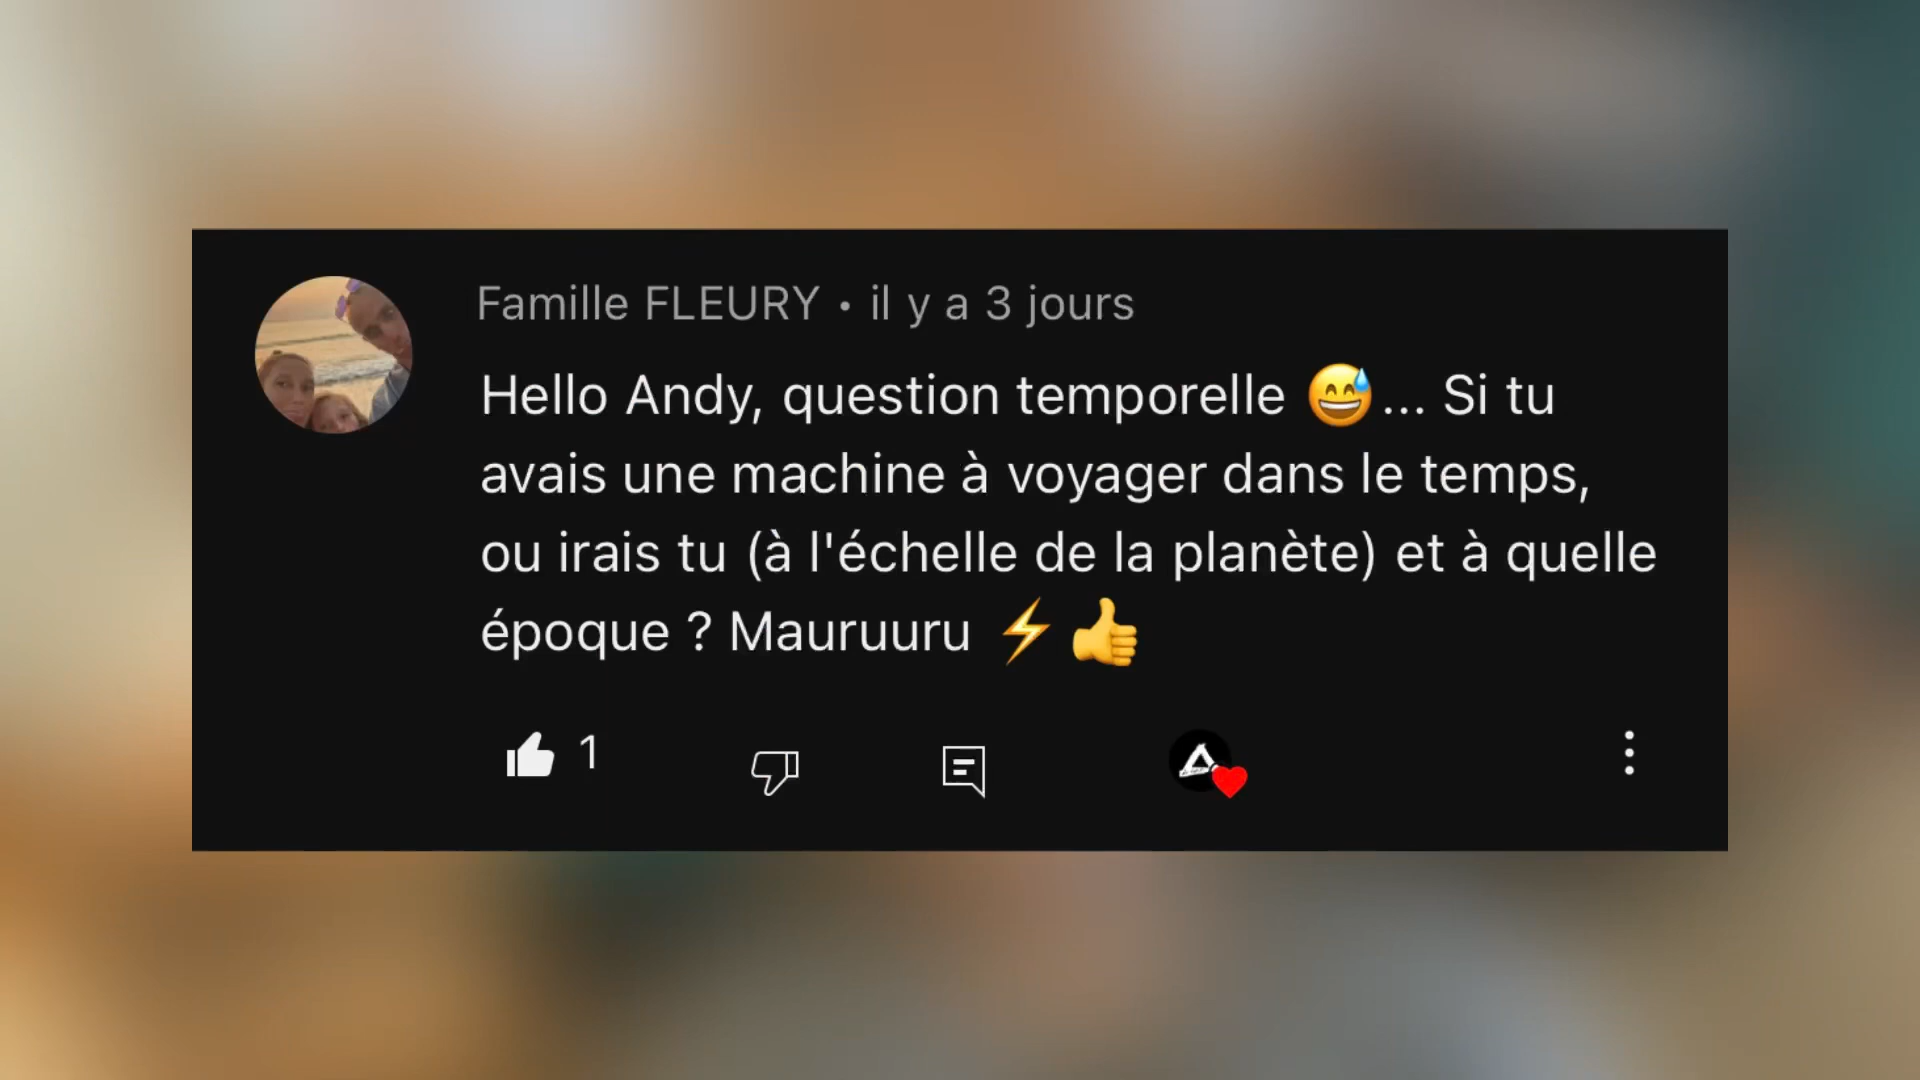 Famille FLEURY • il y a 3 jours
Hello Andy, question temporelle 😅... Si tu
avais une machine à voyager dans le temps,
ou irais tu (à l'échelle de la planète) et à quelle
époque ? Mauruuru ⚡👍
1